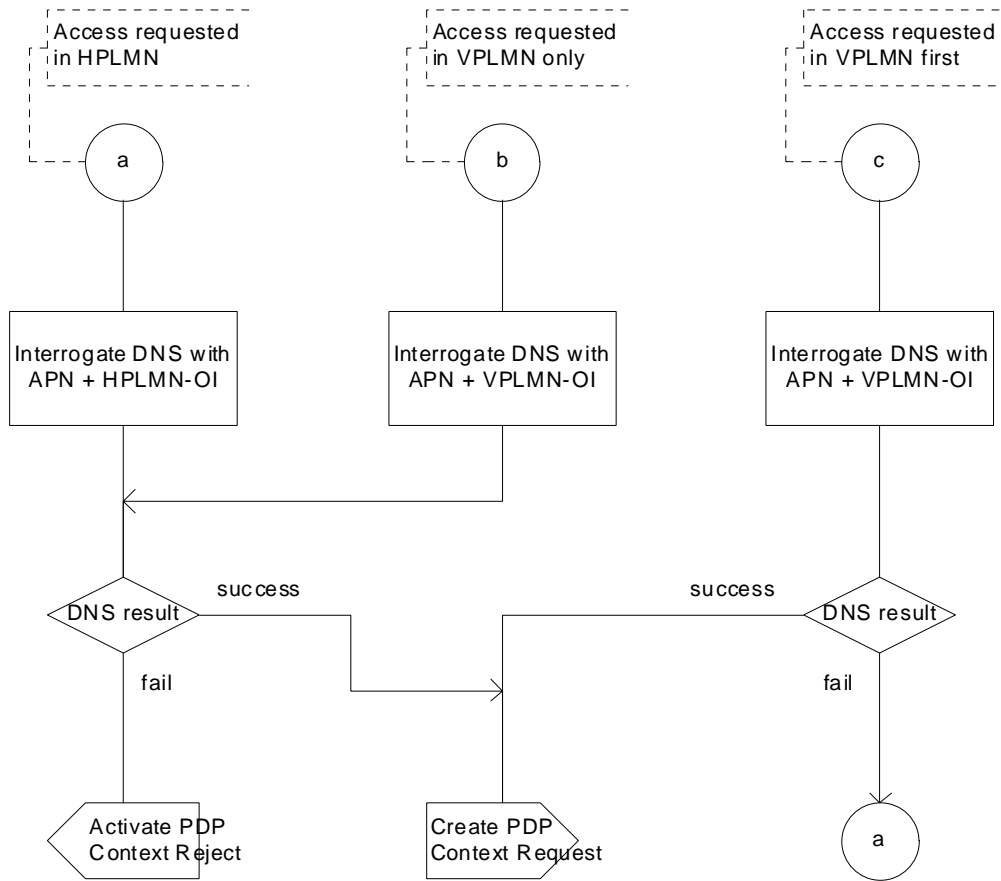 Access requested
in HPLMN
Access requested
in VPLMN only
Access requested
in VPLMN first
a
b
c
Interrogate DNS with
APN + HPLMN-OI
Interrogate DNS with
APN + VPLMN-OI
Interrogate DNS with
APN + VPLMN-OI
DNS result
success
success
DNS result
fail
fail
Activate PDP
Context Reject
Create PDP
Context Request
a